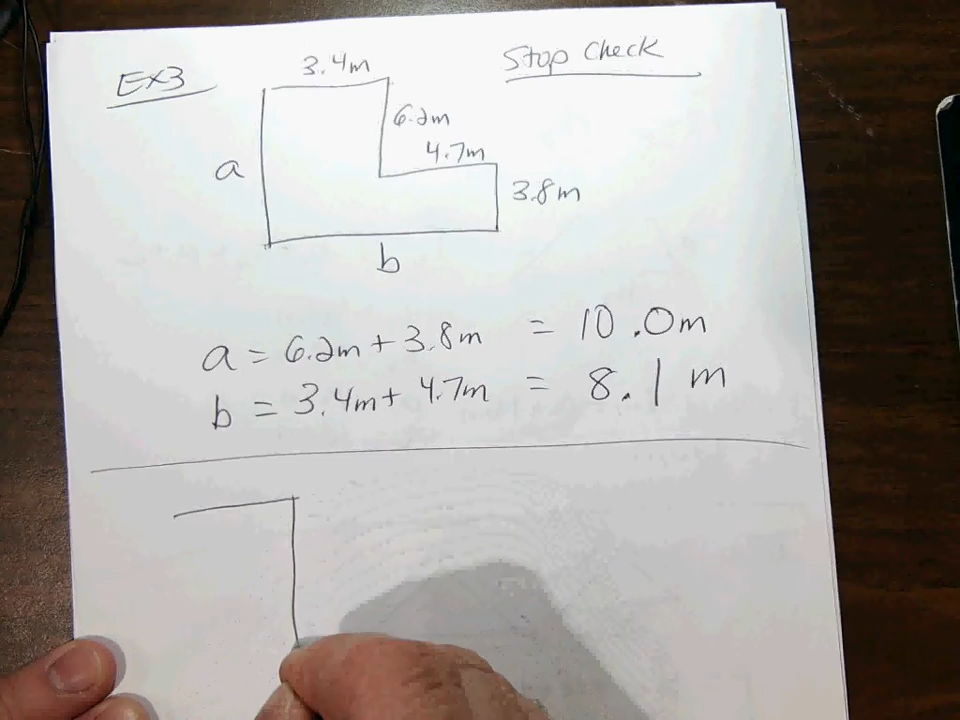 Ex3
Stop Check
3.4m
6.2m
4.7m
a
3.8m
b
a = 6.2m + 3.8m = 10.0m
b = 3.4m + 4.7m = 8.1 m